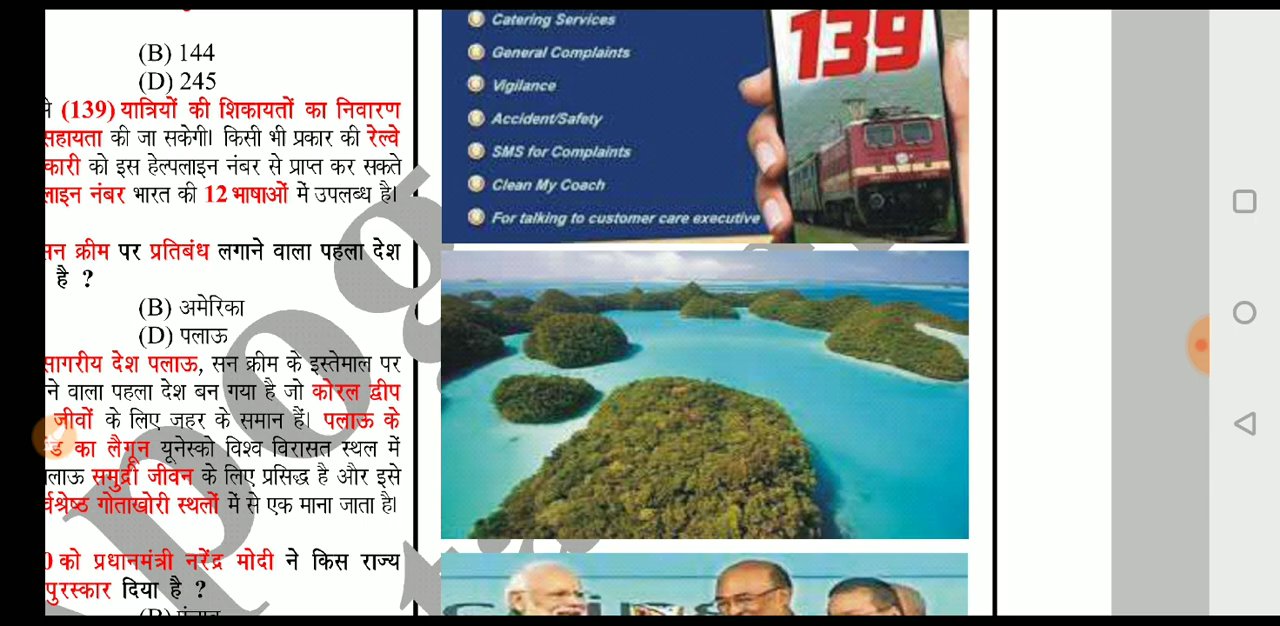 (B) 144
(D) 245
(139) यात्रियों की शिकायतों का निवारण
सहायता की जा सकेगी। किसी भी प्रकार की रेल्वे
कारी को इस हेल्पलाइन नंबर से प्राप्त कर सकते
लाइन नंबर भारत की 12 भाषाओं में उपलब्ध है।
सन क्रीम पर प्रतिबंध लगाने वाला पहला देश
है ?
(B) अमेरिका
(D) पलाऊ
सागरीय देश पलाऊ, सन क्रीम के इस्तेमाल पर
ने वाला पहला देश बन गया है जो कोरल द्वीप
जीवों के लिए जहर के समान हैं। पलाऊ के
का लैगून यूनेस्को विश्व विरासत स्थल में
लाऊ समुद्री जीवन के लिए प्रसिद्ध है और इसे
र्वश्रेष्ठ गोताखोरी स्थलों में से एक माना जाता है।
0 को प्रधानमंत्री नरेंद्र मोदी ने किस राज्य
पुरस्कार दिया है ?
Catering Services
General Complaints
Vigilance
Accident/Safety
SMS for Complaints
Clean My Coach
For talking to customer care executive
139